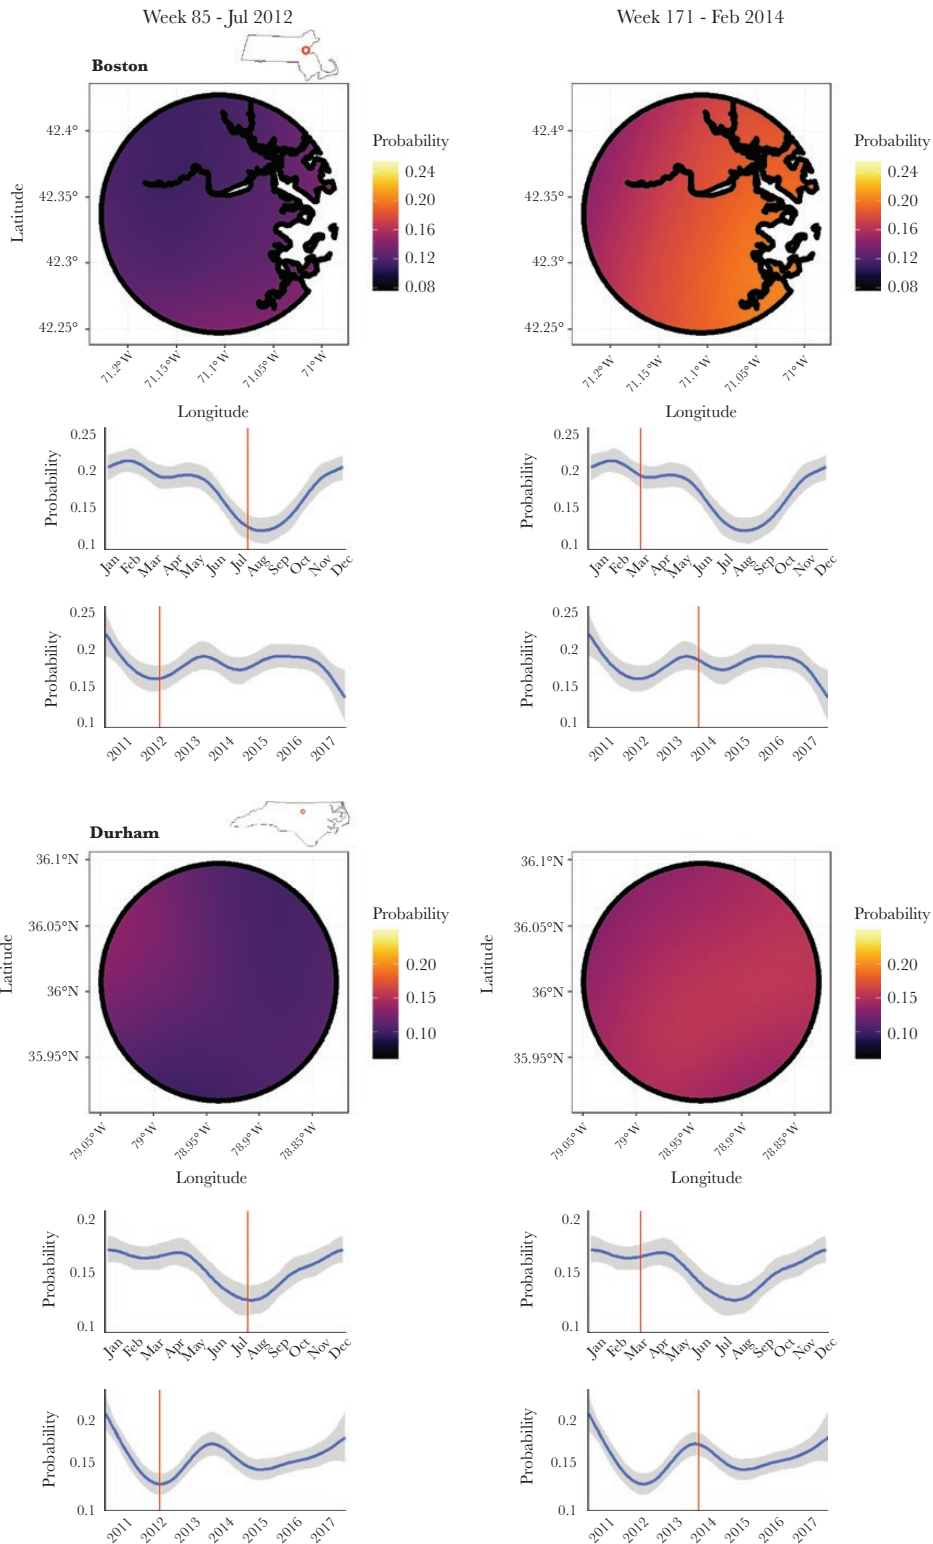 Week 85 - Jul 2012
Week 171 - Feb 2014
Boston
Latitude
42.4°
42.35°
42.3°
42.25°
71.2°W
71.15°W
71.1°W
71.05°W
71°W
Longitude
Probability
0.24
0.20
0.16
0.12
0.08
42.4°
42.35°
42.3°
42.25°
71.2°W
71.15°W
71.1°W
71.05°W
71°W
Longitude
Probability
0.24
0.20
0.16
0.12
0.08
Probability
0.25
0.2
0.15
0.1
Jan Feb Mar Apr May Jun Jul Aug Sep Oct Nov Dec
Probability
0.25
0.2
0.15
0.1
Jan Feb Mar Apr May Jun Jul Aug Sep Oct Nov Dec
Probability
0.25
0.2
0.15
0.1
2011 2012 2013 2014 2015 2016 2017
Probability
0.25
0.2
0.15
0.1
2011 2012 2013 2014 2015 2016 2017
Durham
Latitude
36.1°N
36.05°N
36°N
35.95°N
79.05°W
79°W
78.95°W
78.9°W
78.85°W
Longitude
Probability
0.20
0.15
0.10
Latitude
36.1°N
36.05°N
36°N
35.95°N
79.05°W
79°W
78.95°W
78.9°W
78.85°W
Longitude
Probability
0.20
0.15
0.10
Probability
0.2
0.15
0.1
Jan Feb Mar Apr May Jun Jul Aug Sep Oct Nov Dec
Probability
0.2
0.15
0.1
Jan Feb Mar Apr May Jun Jul Aug Sep Oct Nov Dec
Probability
0.2
0.15
0.1
2011 2012 2013 2014 2015 2016 2017
Probability
0.2
0.15
0.1
2011 2012 2013 2014 2015 2016 2017